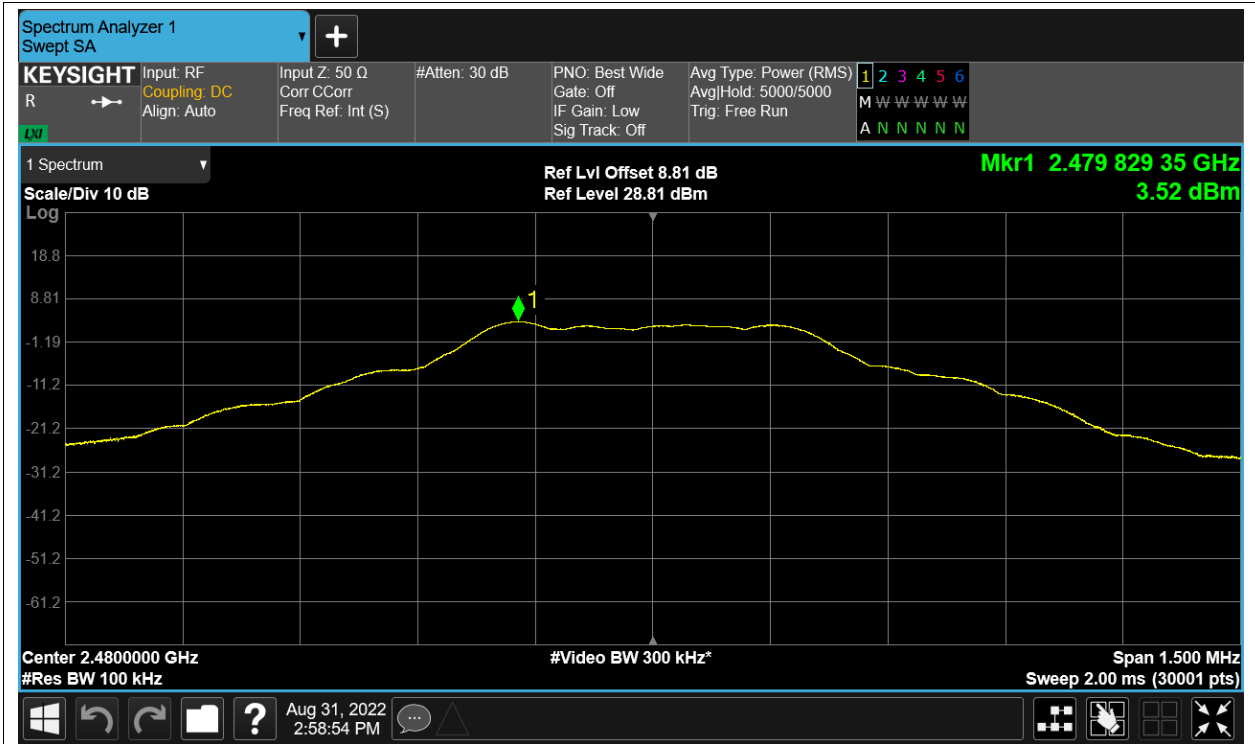 Spectrum Analyzer 1
Swept SA
KEYSIGHT
R
LXI
Input: RF
Coupling: DC
Align: Auto
Input Z: 50 Ω
Corr CCorr
Freq Ref: Int (S)
#Atten: 30 dB
PNO: Best Wide
Gate: Off
IF Gain: Low
Sig Track: Off
Avg Type: Power (RMS)
Avg|Hold: 5000/5000
Trig: Free Run
1 2 3 4 5 6
M W W W W W
A N N N N N
1 Spectrum
Scale/Div 10 dB
Log
Ref Lvl Offset 8.81 dB
Ref Level 28.81 dBm
Mkr1 2.479 829 35 GHz
3.52 dBm
18.8
8.81
1
-1.19
-11.2
-21.2
-31.2
-41.2
-51.2
-61.2
Center 2.4800000 GHz
#Video BW 300 kHz*
Span 1.500 MHz
#Res BW 100 kHz
Sweep 2.00 ms (30001 pts)
?
Aug 31, 2022
2:58:54 PM